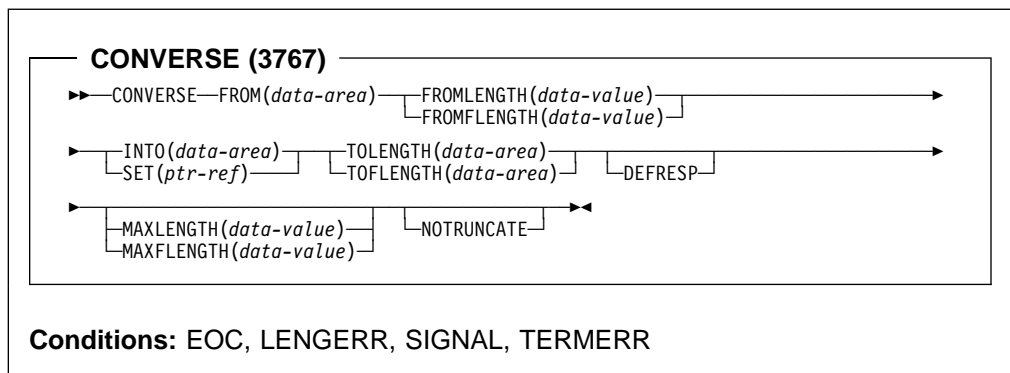 CONVERSE (3767)
CONVERSE FROM(data-area) FROMLENGTH(data-value)
FROMFLENGTH(data-value)
INTO(data-area) TOLENGTH(data-area)
SET(ptr-ref) TOFLENGTH(data-area) DEFRESP
MAXLENGTH(data-value) NOTRUNCATE
MAXFLENGTH(data-value)
Conditions: EOC, LENGERR, SIGNAL, TERMERR